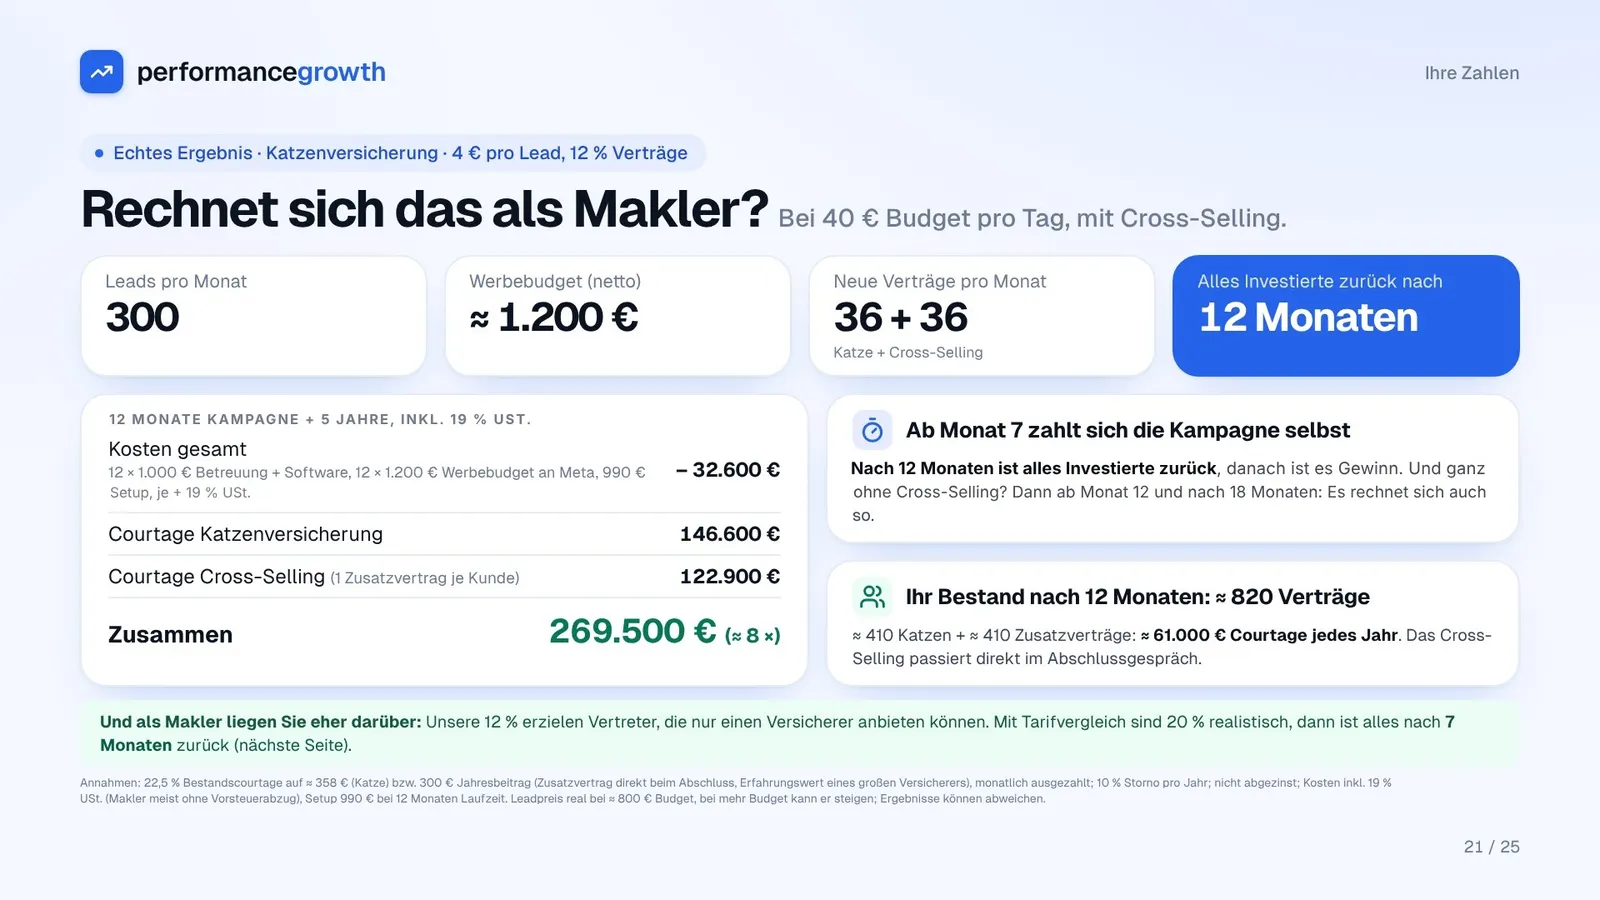 performancegrowth
Ihre Zahlen
Echtes Ergebnis · Katzenversicherung · 4 € pro Lead, 12 % Verträge
Rechnet sich das als Makler? Bei 40 € Budget pro Tag, mit Cross-Selling.
Leads pro Monat
300
Werbebudget (netto)
≈ 1.200 €
Neue Verträge pro Monat
36 + 36
Katze + Cross-Selling
Alles Investierte zurück nach
12 Monaten
12 MONATE KAMPAGNE + 5 JAHRE, INKL. 19 % UST.
Kosten gesamt
12 × 1.000 € Betreuung + Software, 12 × 1.200 € Werbebudget an Meta, 990 €
Setup, je + 19 % USt.
– 32.600 €
Courtage Katzenversicherung 146.600 €
Courtage Cross-Selling (1 Zusatzvertrag je Kunde) 122.900 €
Zusammen 269.500 € (≈ 8 ×)
Ab Monat 7 zahlt sich die Kampagne selbst
Nach 12 Monaten ist alles Investierte zurück, danach ist es Gewinn. Und ganz
ohne Cross-Selling? Dann ab Monat 12 und nach 18 Monaten: Es rechnet sich auch
so.
Ihr Bestand nach 12 Monaten: ≈ 820 Verträge
≈ 410 Katzen + ≈ 410 Zusatzverträge: ≈ 61.000 € Courtage jedes Jahr. Das Cross-
Selling passiert direkt im Abschlussgespräch.
Und als Makler liegen Sie eher darüber: Unsere 12 % erzielen Vertreter, die nur einen Versicherer anbieten können. Mit Tarifvergleich sind 20 % realistisch, dann ist alles nach 7
Monaten zurück (nächste Seite).
Annahmen: 22,5 % Bestandscourtage auf ≈ 358 € (Katze) bzw. 300 € Jahresbeitrag (Zusatzvertrag direkt beim Abschluss, Erfahrungswert eines großen Versicherers), monatlich ausgezahlt; 10 % Storno pro Jahr; nicht abgezinst; Kosten inkl. 19 %
USt. (Makler meist ohne Vorsteuerabzug), Setup 990 € bei 12 Monaten Laufzeit. Leadpreis real bei ≈ 800 € Budget, bei mehr Budget kann er steigen; Ergebnisse können abweichen.
21 / 25